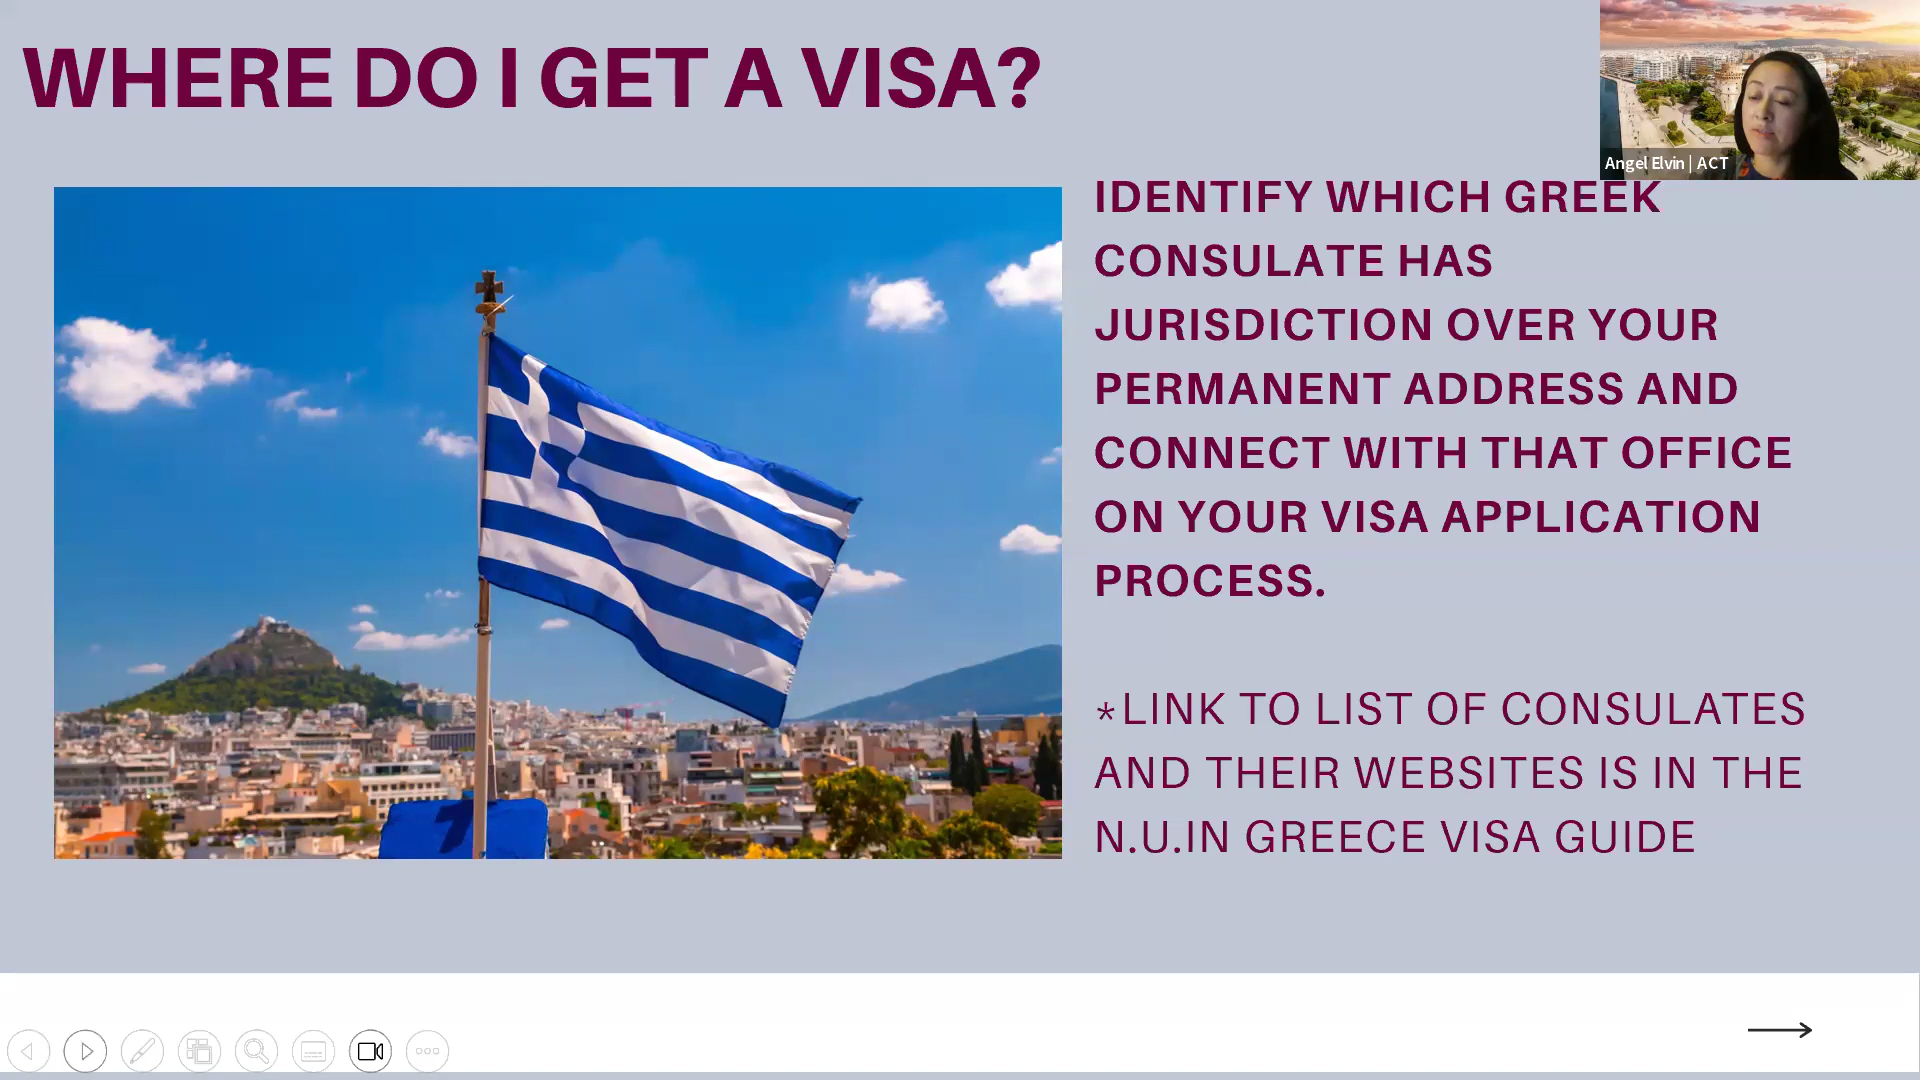 WHERE DO I GET A VISA?
Angel Elvin | ACT
IDENTIFY WHICH GREEK
CONSULATE HAS
JURISDICTION OVER YOUR
PERMANENT ADDRESS AND
CONNECT WITH THAT OFFICE
ON YOUR VISA APPLICATION
PROCESS.
*LINK TO LIST OF CONSULATES
AND THEIR WEBSITES IS IN THE
N.U.IN GREECE VISA GUIDE